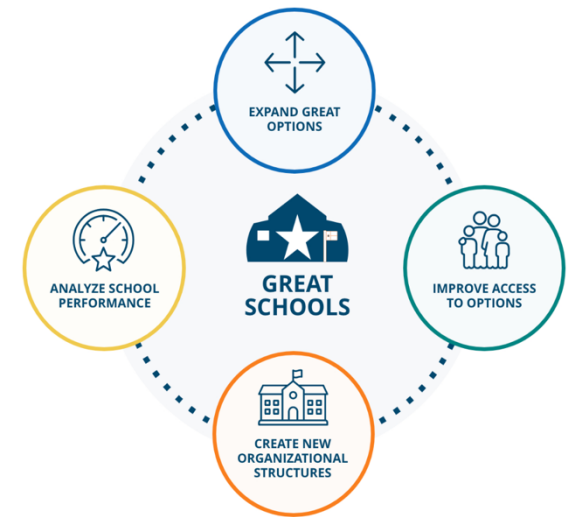 EXPAND GREAT
OPTIONS
ANALYZE SCHOOL
PERFORMANCE
GREAT
SCHOOLS
IMPROVE ACCESS
TO OPTIONS
CREATE NEW
ORGANIZATIONAL
STRUCTURES